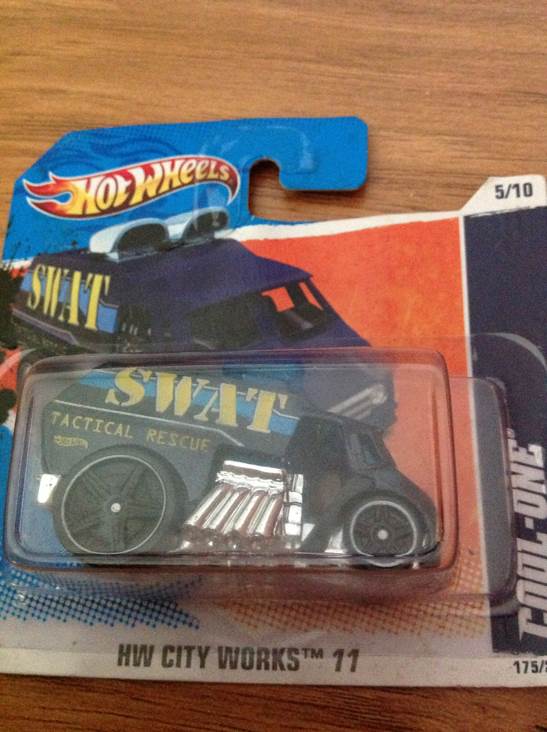 HOT WHEELS
5/10
SWAT
SWAT
TACTICAL RESCUE
COOL-ONE
HW CITY WORKS™ 11
175/